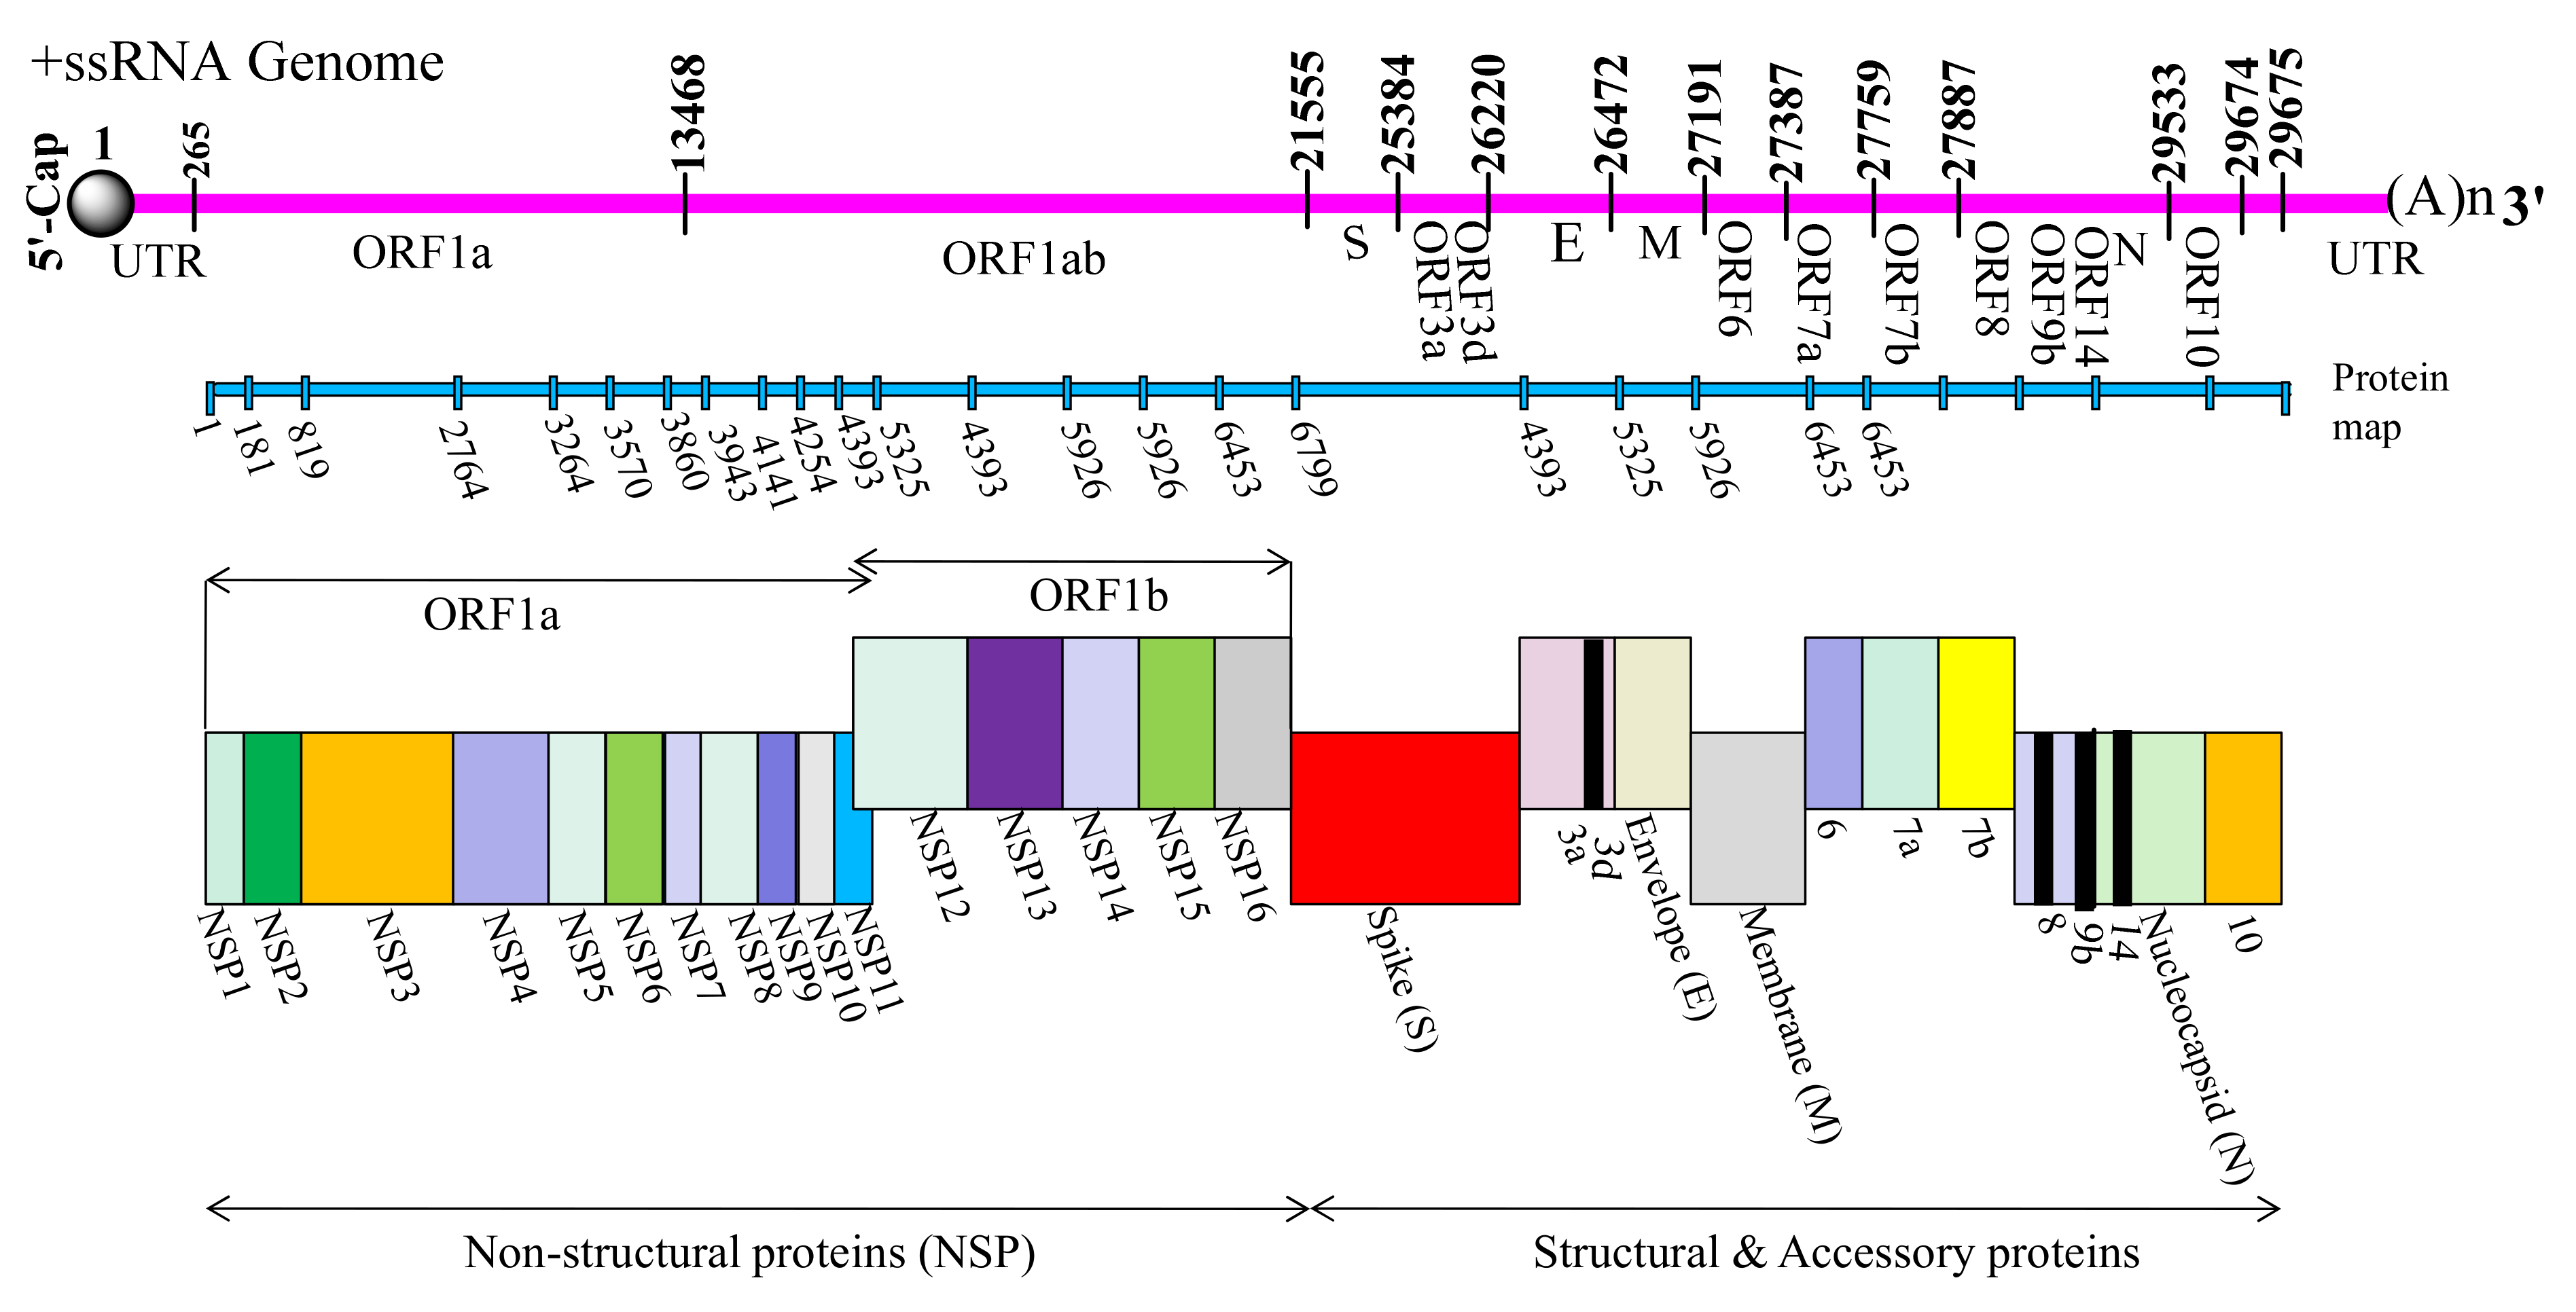 +ssRNA Genome
5'-Cap
1
265
13468
21555
25384
26220
26472
27191
27387
27759
27887
29533
29674
29675
(A)n 3'
UTR
ORF1a
ORF1ab
S
ORF3a
ORF3d
E
M
ORF6
ORF7a
ORF7b
ORF8
ORF9b
ORF14
N
ORF10
UTR
Protein
map
1
181
819
2764
3264
3570
3860
3943
4141
4254
4393
5325
4393
5926
5926
6453
6799
4393
5325
5926
6453
6453
ORF1a
ORF1b
NSP1
NSP2
NSP3
NSP4
NSP5
NSP6
NSP7
NSP8
NSP9
NSP10
NSP11
NSP12
NSP13
NSP14
NSP15
NSP16
Spike (S)
3a
3d
Envelope (E)
Membrane (M)
6
7a
7b
8
9b
14
Nucleocapsid (N)
10
Non-structural proteins (NSP)
Structural & Accessory proteins